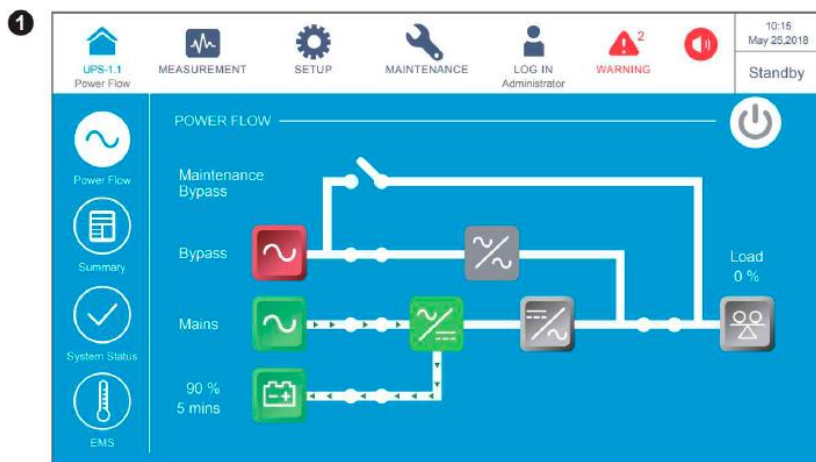 1
UPS-1.1
Power Flow
MEASUREMENT
SETUP
MAINTENANCE
LOG IN
Administrator
2
WARNING
10:15
May 25,2018
Standby
Power Flow
Summary
System Status
EMS
POWER FLOW
Maintenance
Bypass
Bypass
Mains
90 %
5 mins
Load
0 %